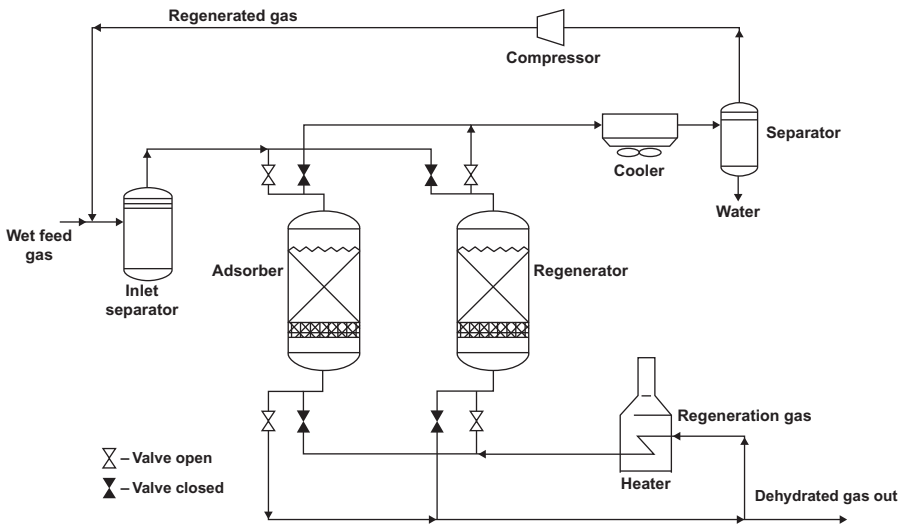 Regenerated gas
Compressor
Separator
Cooler
Water
Wet feed
gas
Inlet
separator
Adsorber
Regenerator
Regeneration gas
– Valve open
– Valve closed
Heater
Dehydrated gas out